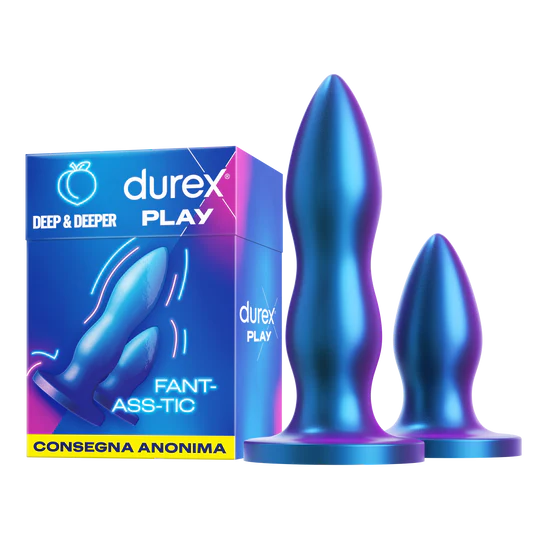 durex®
DEEP & DEEPER
PLAY
durex
PLAY
FANT-
ASS-TIC
CONSEGNA ANONIMA